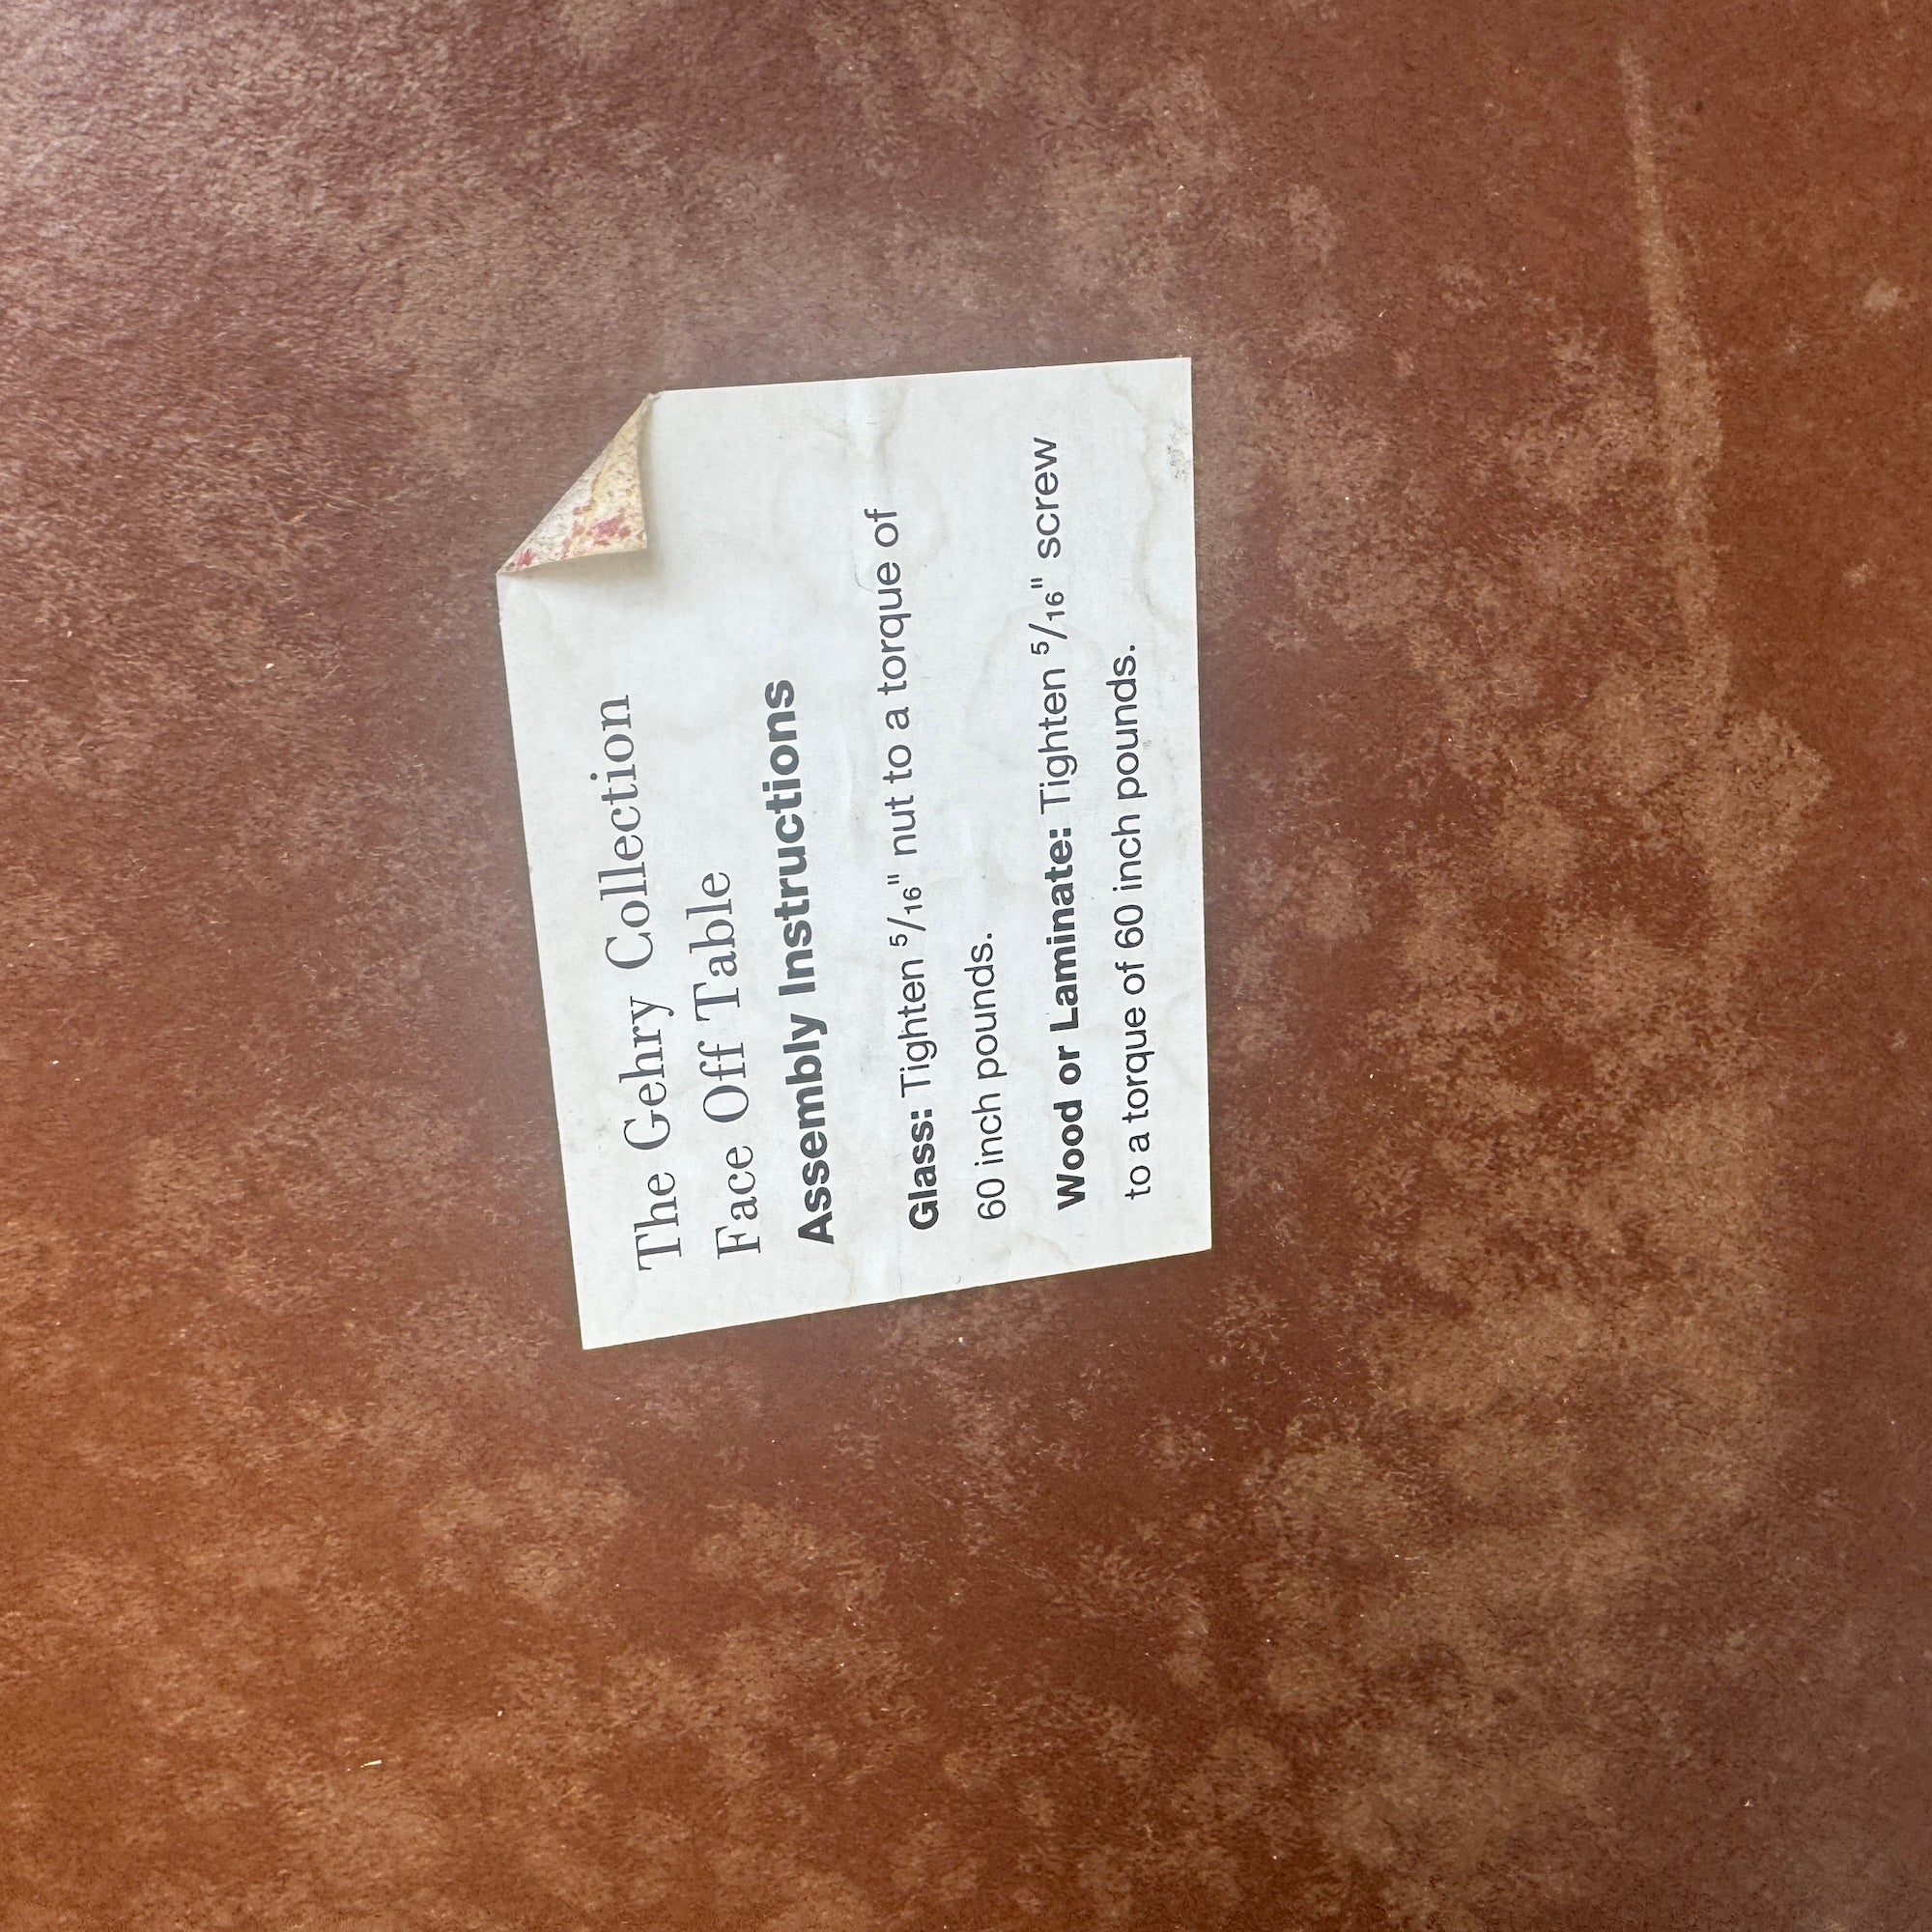 The Gehry Collection
Face Off Table
Assembly Instructions
Glass: Tighten 5/16" nut to a torque of
60 inch pounds.
Wood or Laminate: Tighten 5/16" screw
to a torque of 60 inch pounds.